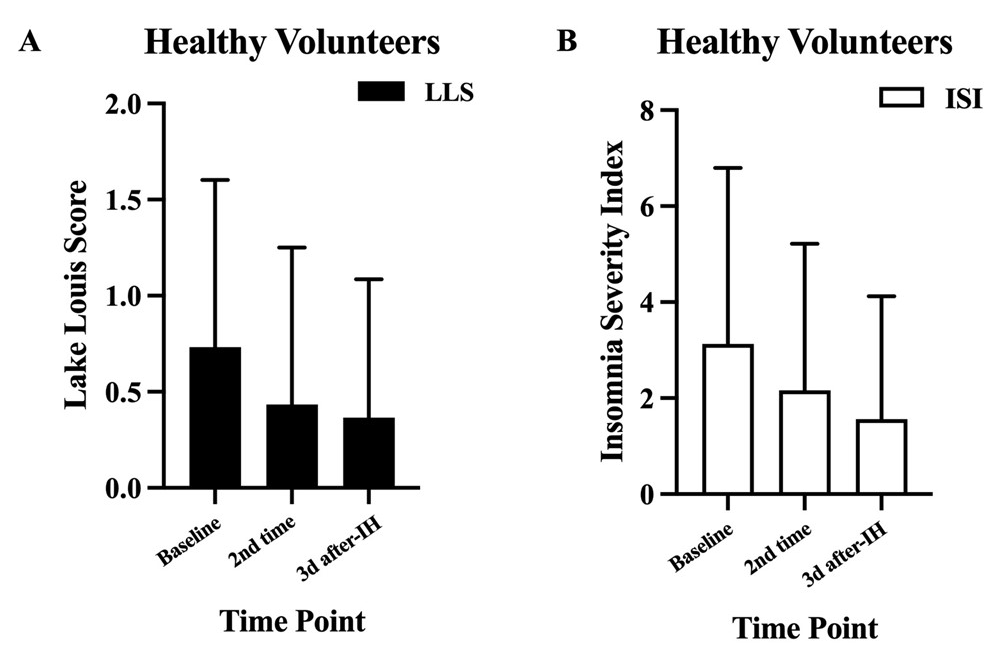 A
Healthy Volunteers
LLS
Lake Louis Score
2.0
1.5
1.0
0.5
0.0
Baseline
2nd time
3d after-IH
Time Point
B
Healthy Volunteers
ISI
Insomnia Severity Index
8
6
4
2
0
Baseline
2nd time
3d after-IH
Time Point